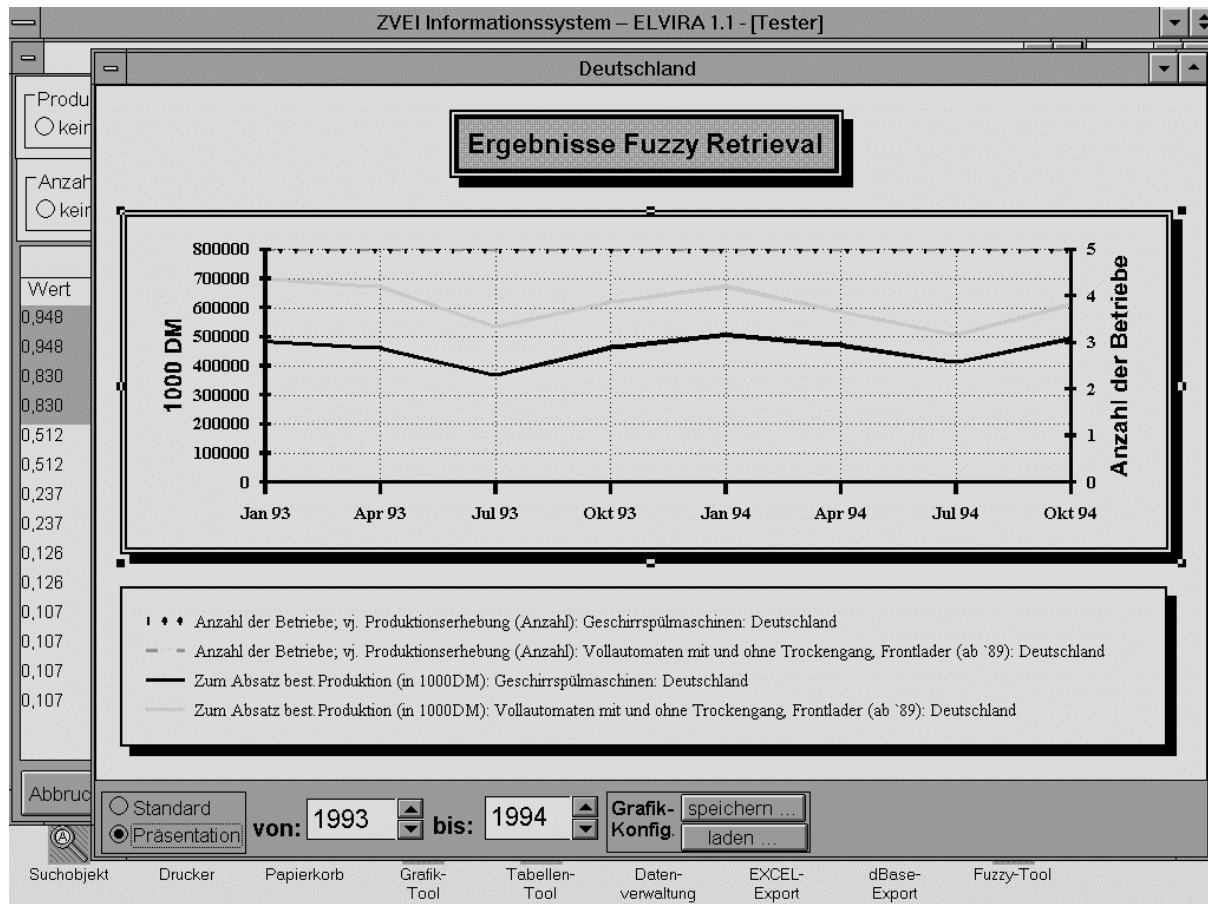 ZVEI Informationssystem – ELVIRA 1.1 - [Tester]
Deutschland
Produ
kein
Anzah
kein
Wert
0,948
0,948
0,830
0,830
0,512
0,512
0,237
0,237
0,126
0,126
0,107
0,107
0,107
0,107
Abbruc
Ergebnisse Fuzzy Retrieval
1000 DM
800000
700000
600000
500000
400000
300000
200000
100000
0
5
4
3
2
1
0
Anzahl der Betriebe
Jan 93 Apr 93 Jul 93 Okt 93 Jan 94 Apr 94 Jul 94 Okt 94
Anzahl der Betriebe; vj. Produktionserhebung (Anzahl): Geschirrspülmaschinen: Deutschland
Anzahl der Betriebe; vj. Produktionserhebung (Anzahl): Vollautomaten mit und ohne Trockengang, Frontlader (ab `89): Deutschland
Zum Absatz best.Produktion (in 1000DM): Geschirrspülmaschinen: Deutschland
Zum Absatz best.Produktion (in 1000DM): Vollautomaten mit und ohne Trockengang, Frontlader (ab `89): Deutschland
Standard
Präsentation
von: 1993 bis: 1994
Grafik-
Konfig.
speichern ...
laden ...
Suchobjekt
Drucker
Papierkorb
Grafik-
Tool
Tabellen-
Tool
Daten-
verwaltung
EXCEL-
Export
dBase-
Export
Fuzzy-Tool